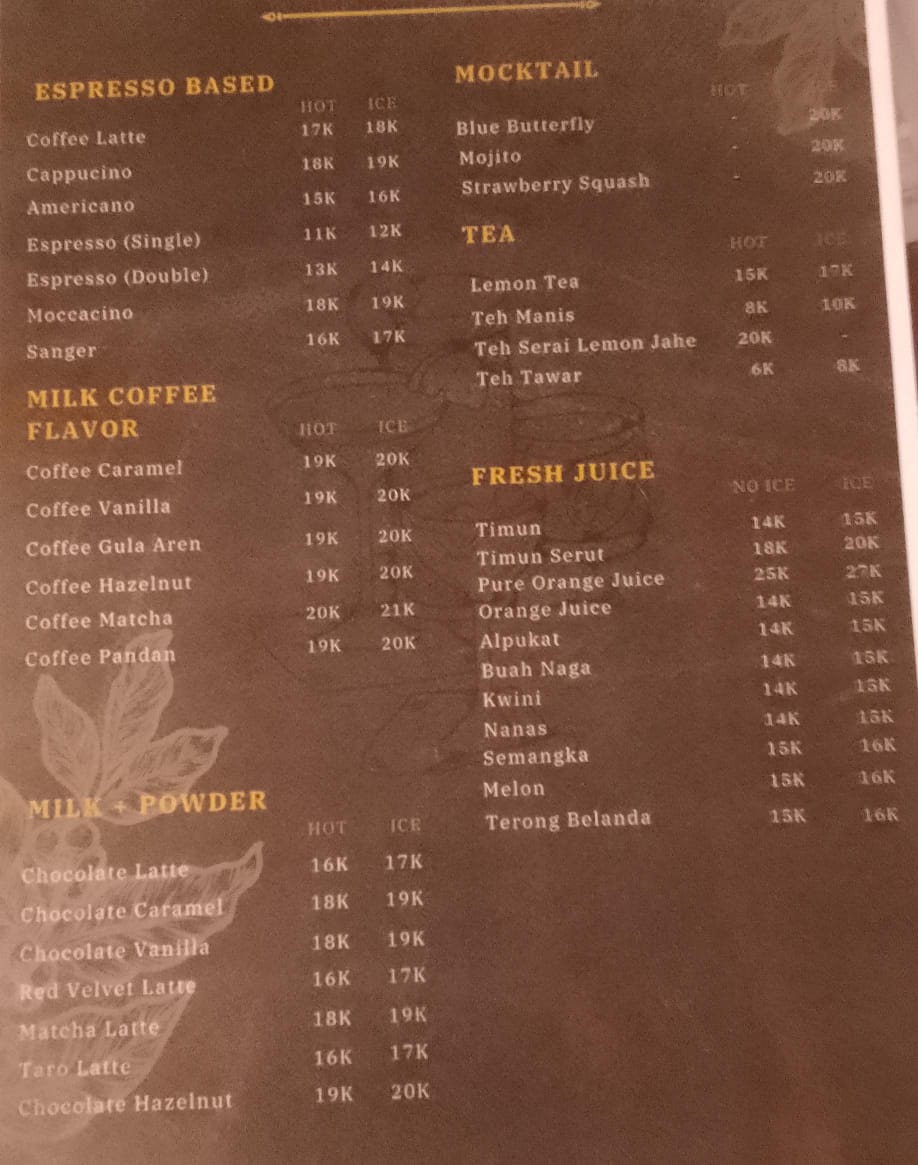 ESPRESSO BASED
HOT ICE
Coffee Latte 17K 18K
Cappucino 18K 19K
Americano 15K 16K
Espresso (Single) 11K 12K
Espresso (Double) 13K 14K
Moccacino 18K 19K
Sanger 16K 17K
MILK COFFEE
FLAVOR HOT ICE
Coffee Caramel 19K 20K
Coffee Vanilla 19K 20K
Coffee Gula Aren 19K 20K
Coffee Hazelnut 19K 20K
Coffee Matcha 20K 21K
Coffee Pandan 19K 20K
MILK + POWDER
HOT ICE
Chocolate Latte 16K 17K
Chocolate Caramel 18K 19K
Chocolate Vanilla 18K 19K
Red Velvet Latte 16K 17K
Matcha Latte 18K 19K
Taro Latte 16K 17K
Chocolate Hazelnut 19K 20K
MOCKTAIL
HOT ICE
Blue Butterfly - 20K
Mojito - 20K
Strawberry Squash - 20K
TEA
HOT ICE
Lemon Tea 15K 17K
Teh Manis 8K 10K
Teh Serai Lemon Jahe 20K -
Teh Tawar 6K 8K
FRESH JUICE
NO ICE ICE
Timun 14K 15K
Timun Serut 18K 20K
Pure Orange Juice 25K 27K
Orange Juice 14K 15K
Alpukat 14K 15K
Buah Naga 14K 15K
Kwini 14K 15K
Nanas 14K 15K
Semangka 15K 16K
Melon 15K 16K
Terong Belanda 15K 16K